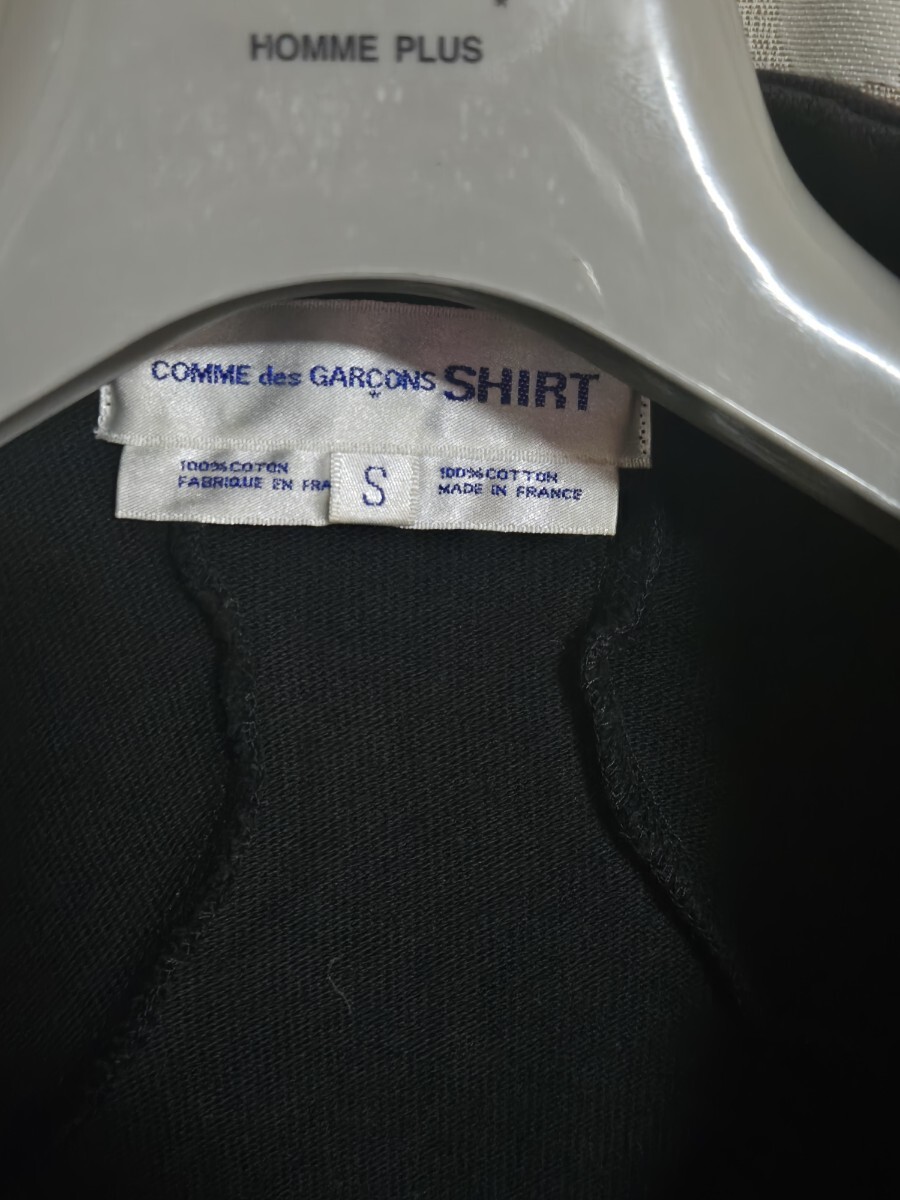 HOMME PLUS
COMME des GARÇONS SHIRT
100% COTON
FABRIQUE EN FRA
S
100% COTTON
MADE IN FRANCE